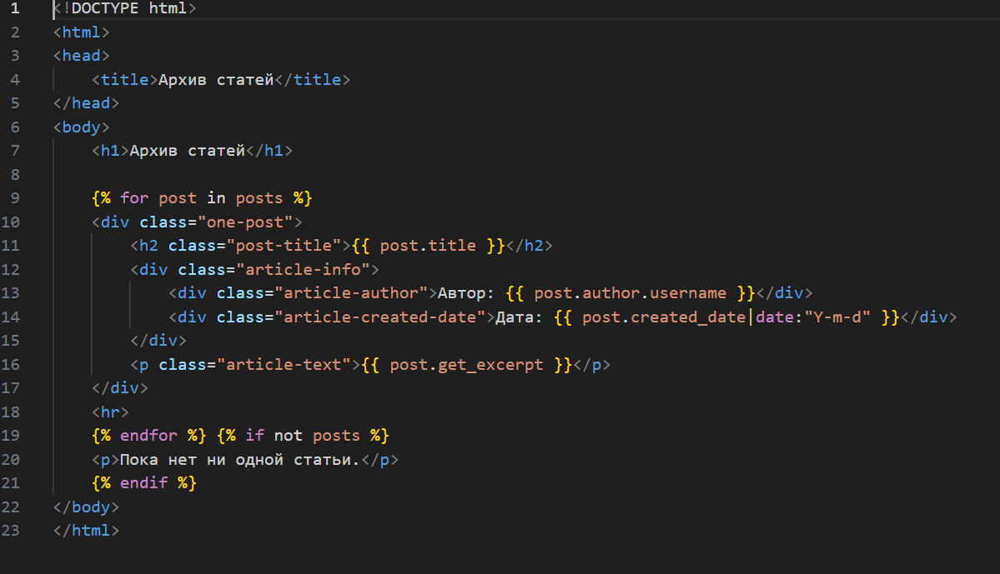 1 <!DOCTYPE html>
2 <html>
3 <head>
4     <title>Архив статей</title>
5 </head>
6 <body>
7     <h1>Архив статей</h1>
8
9     {% for post in posts %}
10     <div class="one-post">
11         <h2 class="post-title">{{ post.title }}</h2>
12         <div class="article-info">
13             <div class="article-author">Автор: {{ post.author.username }}</div>
14             <div class="article-created-date">Дата: {{ post.created_date|date:"Y-m-d" }}</div>
15         </div>
16         <p class="article-text">{{ post.get_excerpt }}</p>
17     </div>
18     <hr>
19     {% endfor %} {% if not posts %}
20     <p>Пока нет ни одной статьи.</p>
21     {% endif %}
22 </body>
23 </html>